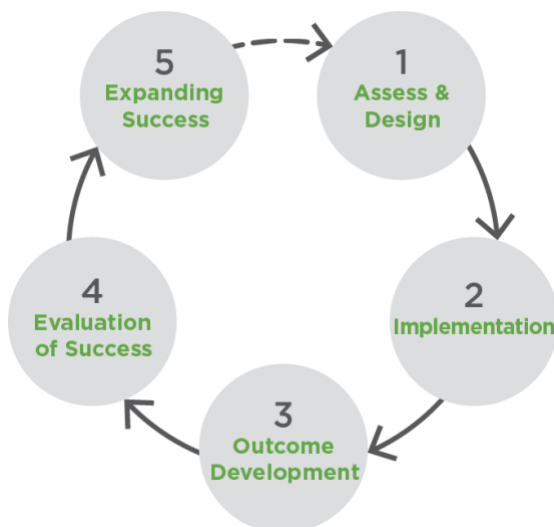 1
Assess &
Design
2
Implementation
3
Outcome
Development
4
Evaluation
of Success
5
Expanding
Success